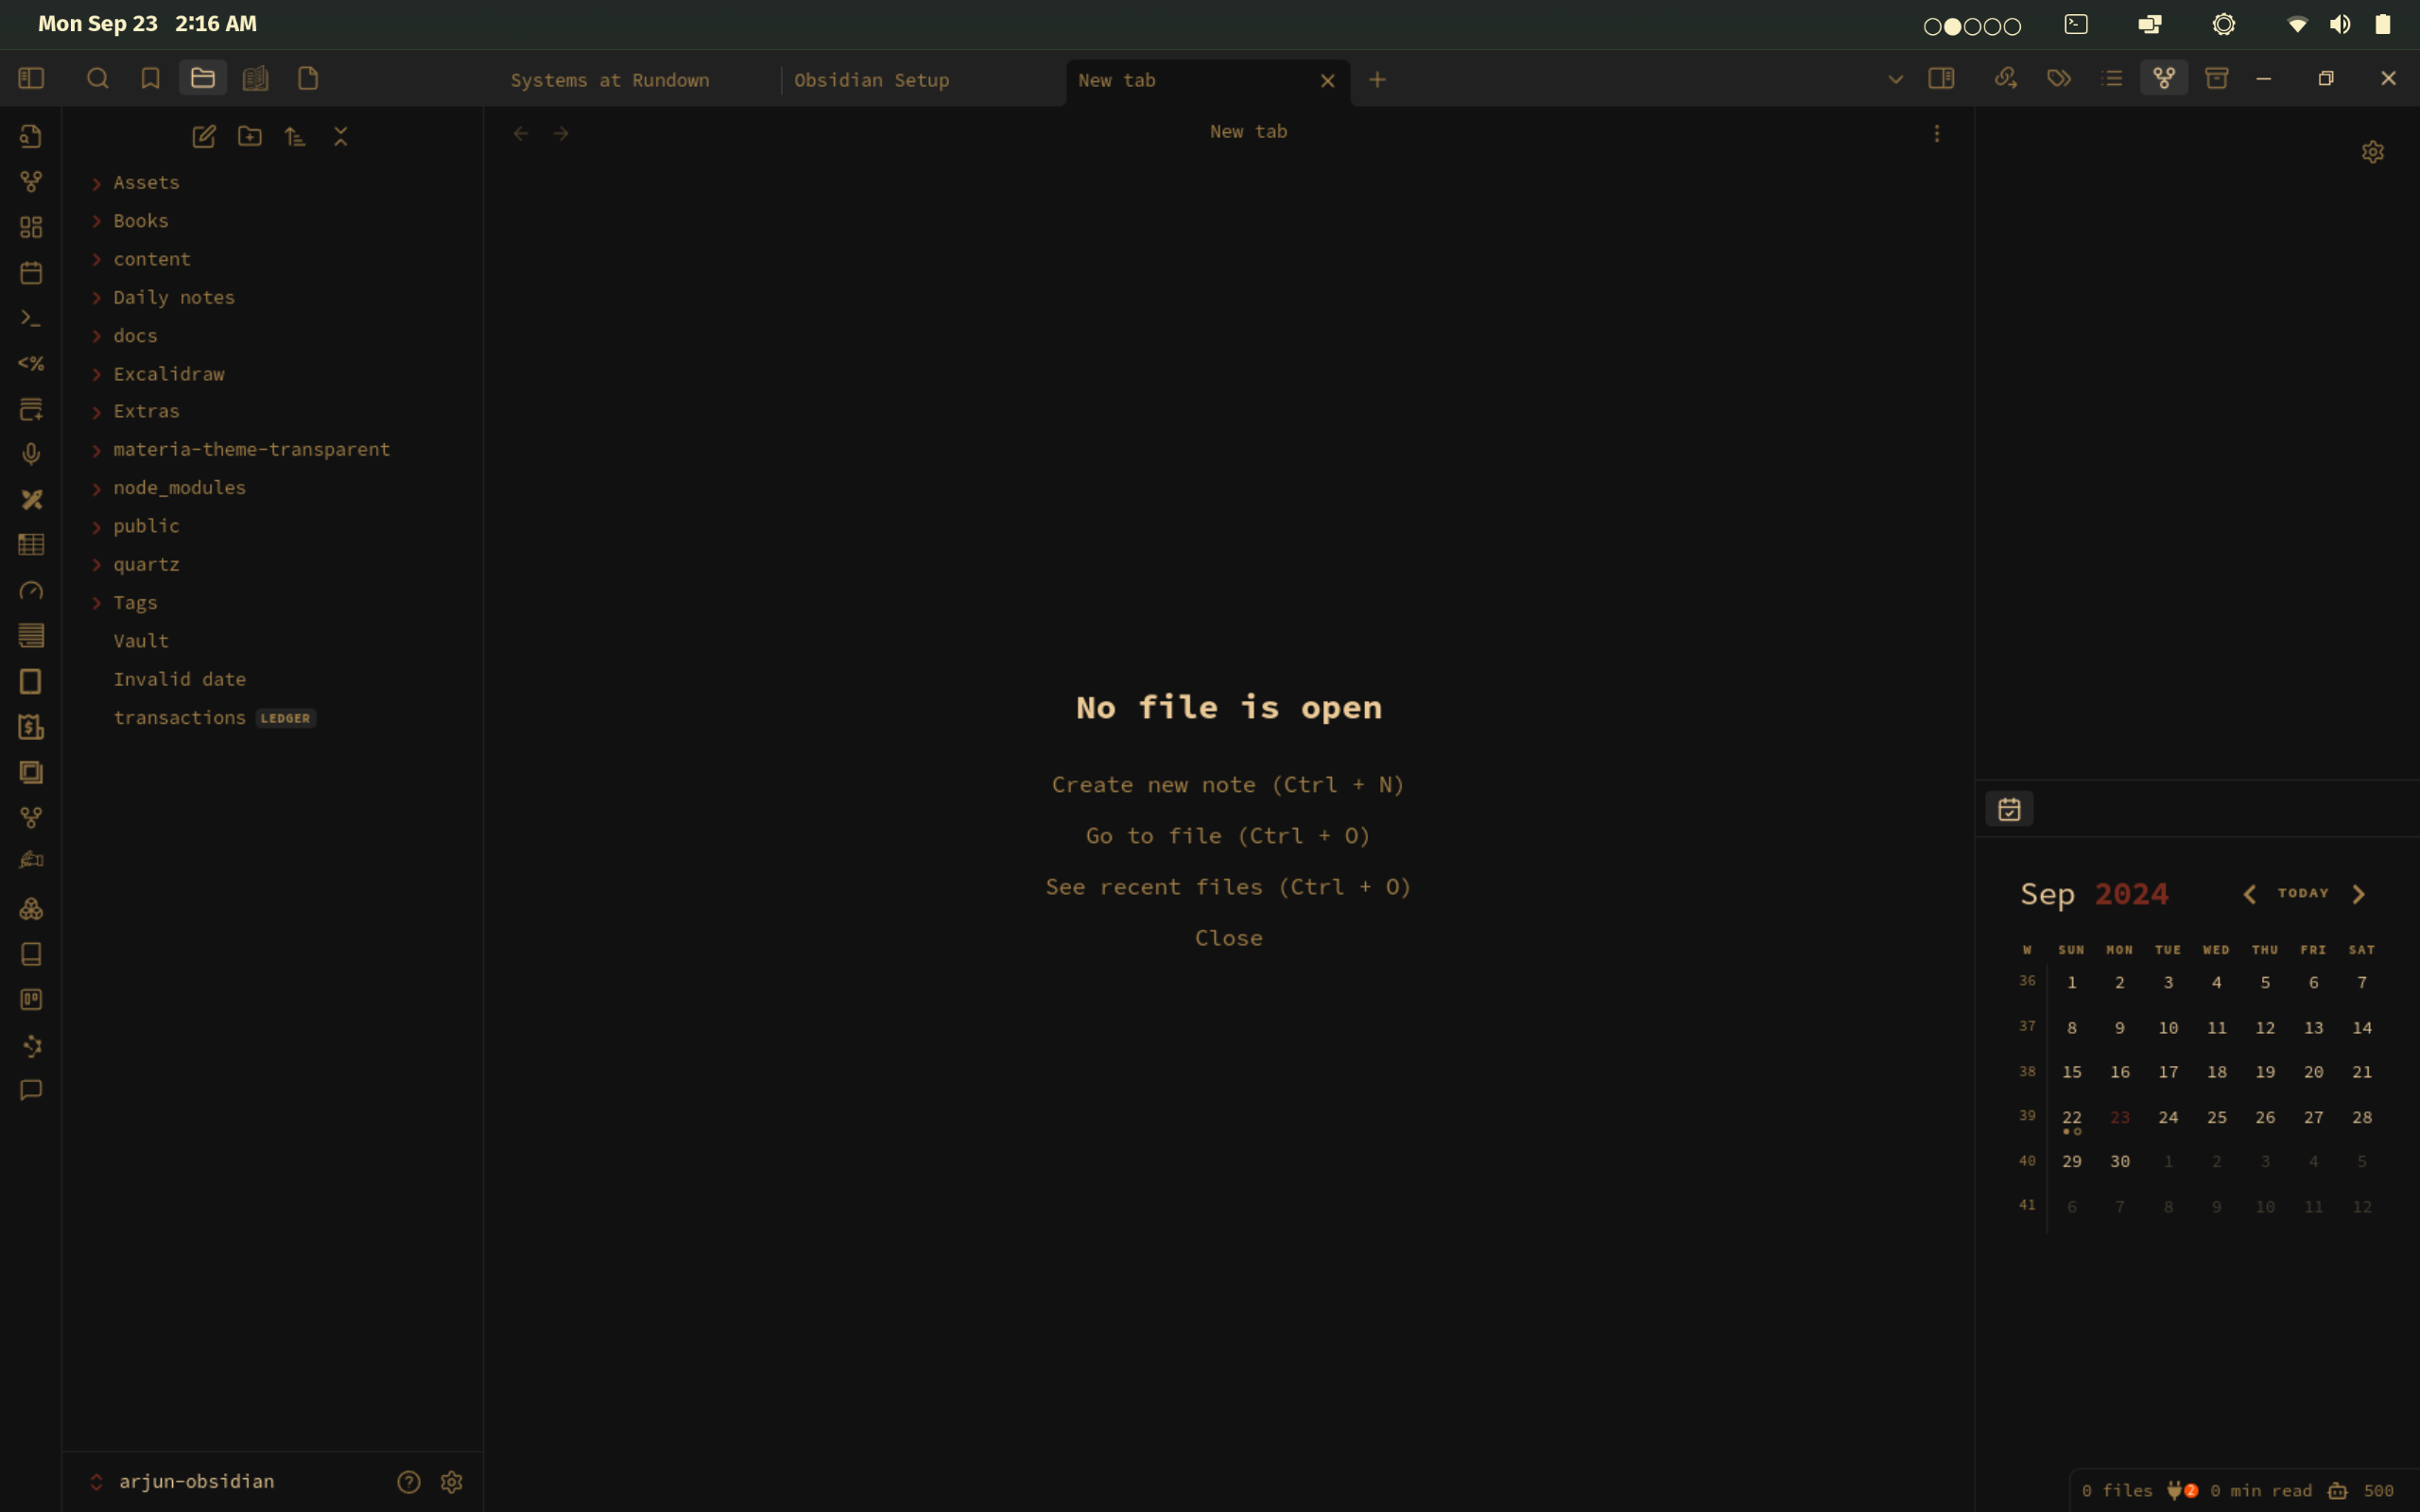 Mon Sep 23 2:16 AM
Systems at Rundown
Obsidian Setup
New tab
New tab
<%
Assets
Books
content
Daily notes
docs
Excalidraw
Extras
materia-theme-transparent
node_modules
public
quartz
Tags
Vault
Invalid date
transactions LEDGER
No file is open
Create new note (Ctrl + N)
Go to file (Ctrl + O)
See recent files (Ctrl + O)
Close
Sep 2024
TODAY
W SUN MON TUE WED THU FRI SAT
36 1 2 3 4 5 6 7
37 8 9 10 11 12 13 14
38 15 16 17 18 19 20 21
39 22 23 24 25 26 27 28
40 29 30 1 2 3 4 5
41 6 7 8 9 10 11 12
arjun-obsidian
0 files 2 0 min read 500